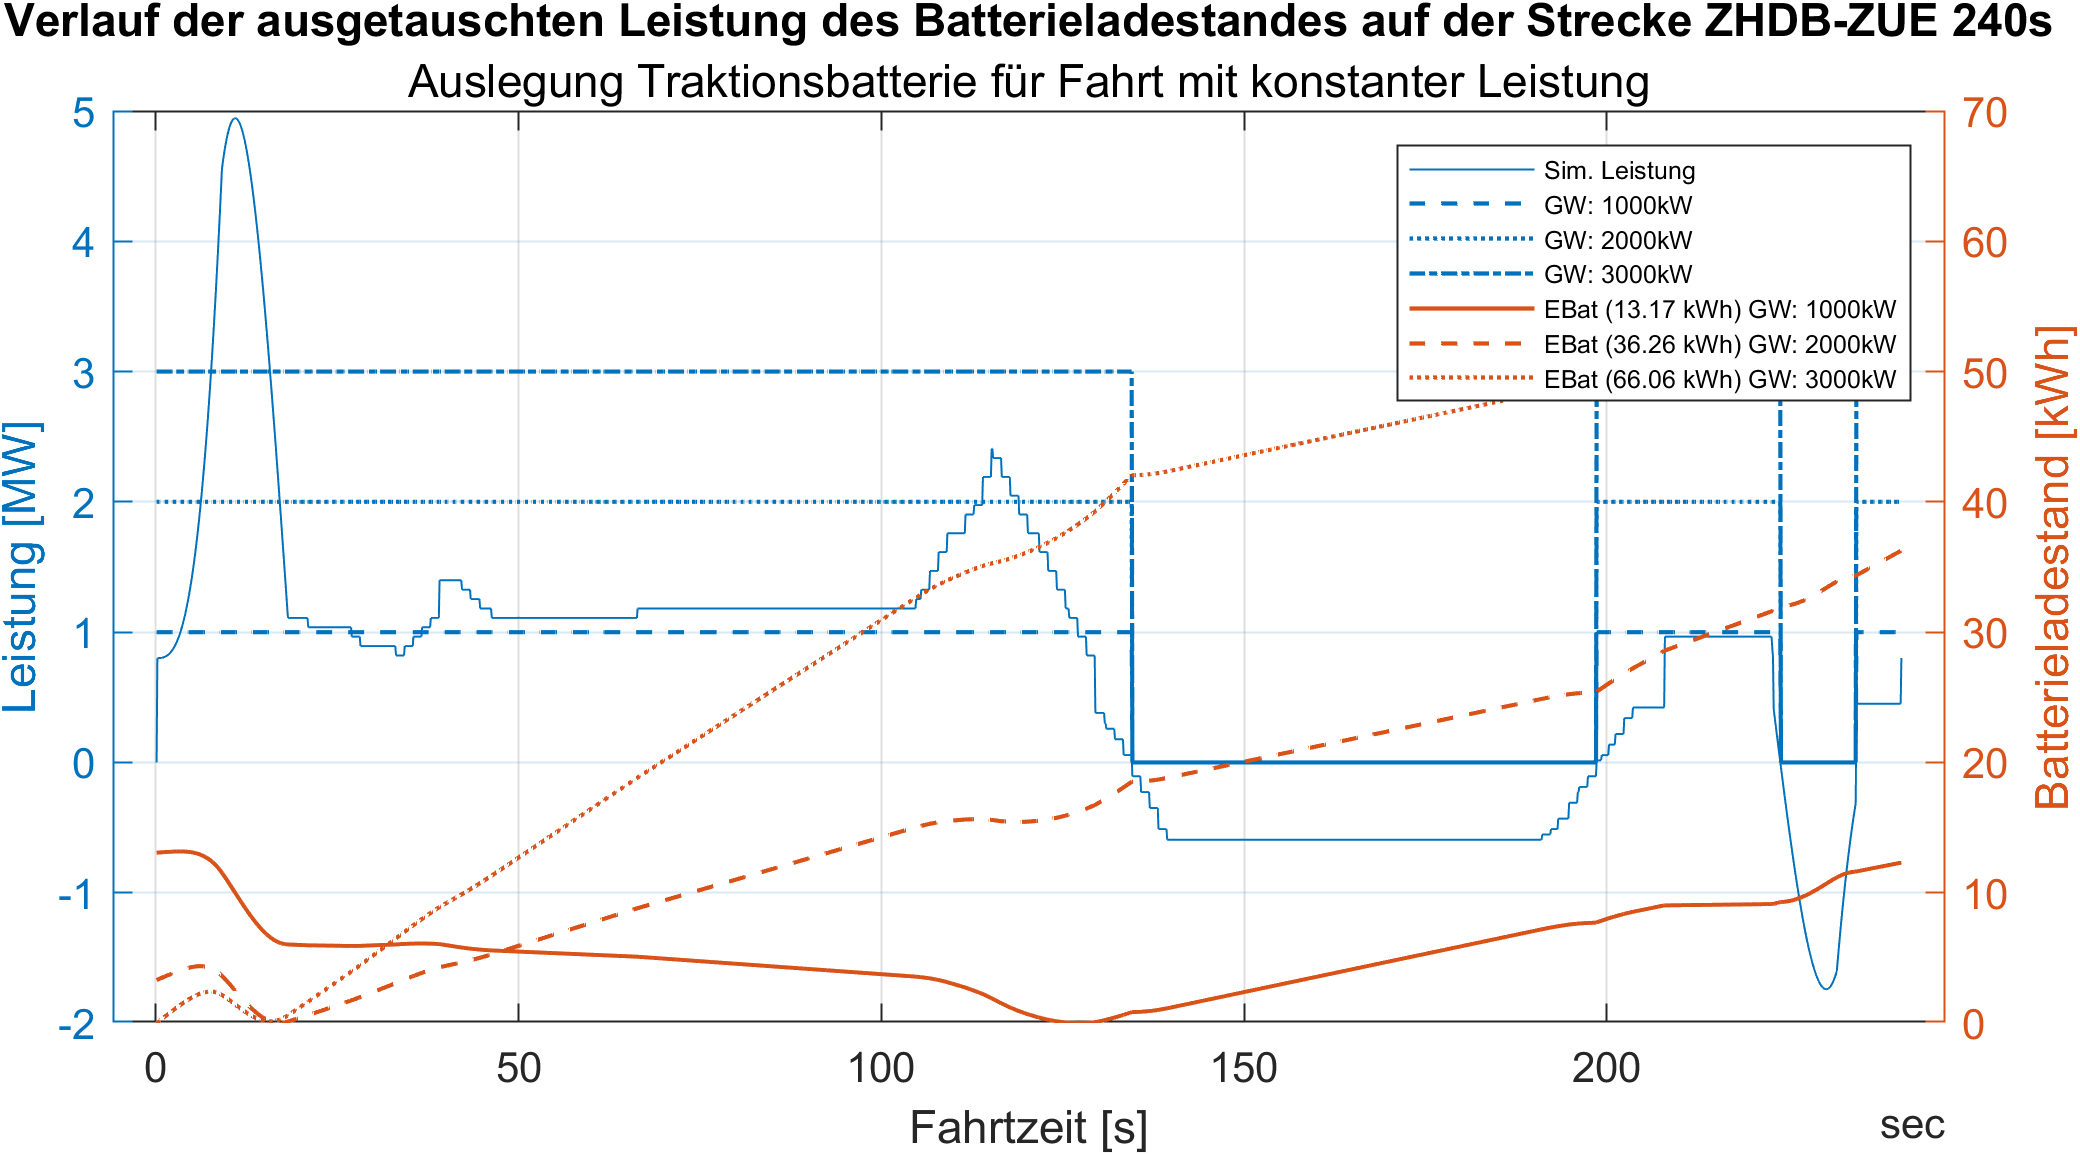 Verlauf der ausgetauschten Leistung des Batterieladestandes auf der Strecke ZHDB-ZUE 240s
Auslegung Traktionsbatterie für Fahrt mit konstanter Leistung
5
4
3
2
1
0
-1
-2
Leistung [MW]
70
60
50
40
30
20
10
0
Batterieladestand [kWh]
Sim. Leistung
GW: 1000kW
GW: 2000kW
GW: 3000kW
EBat (13.17 kWh) GW: 1000kW
EBat (36.26 kWh) GW: 2000kW
EBat (66.06 kWh) GW: 3000kW
0 50 100 150 200
Fahrtzeit [s]
sec